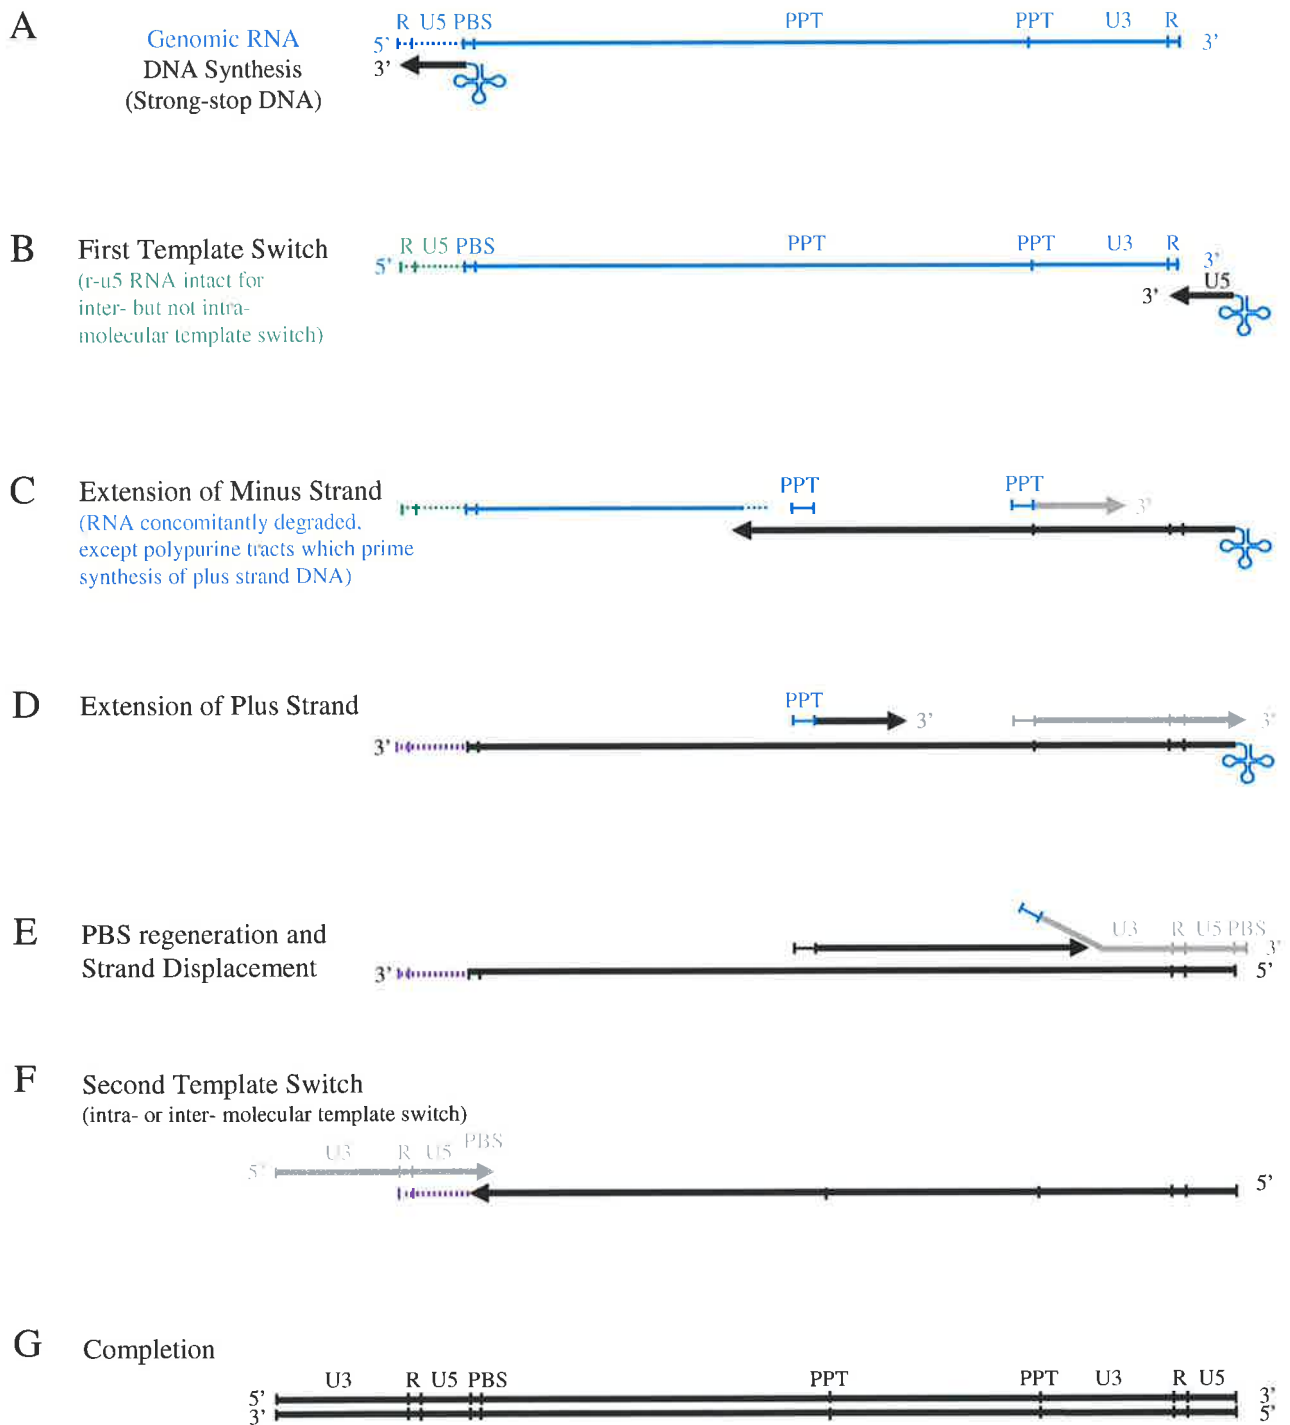 A
R U5 PBS PPT PPT U3 R
Genomic RNA
5' 3'
DNA Synthesis
3'
(Strong-stop DNA)
B
First Template Switch
R U5 PBS PPT PPT U3 R
5' 3'
(r-u5 RNA intact for
inter- but not intra-
molecular template switch)
U5
3'
C
Extension of Minus Strand
PPT PPT
3'
(RNA concomitantly degraded,
except polypurine tracts which prime
synthesis of plus strand DNA)
D
Extension of Plus Strand
PPT
3' 3'
3'
E
PBS regeneration and
Strand Displacement
U3 R U5 PBS
3'
3' 5'
F
Second Template Switch
(intra- or inter- molecular template switch)
U3 R U5 PBS
5'
5'
G
Completion
U3 R U5 PBS PPT PPT U3 R U5
5' 3'
3' 5'